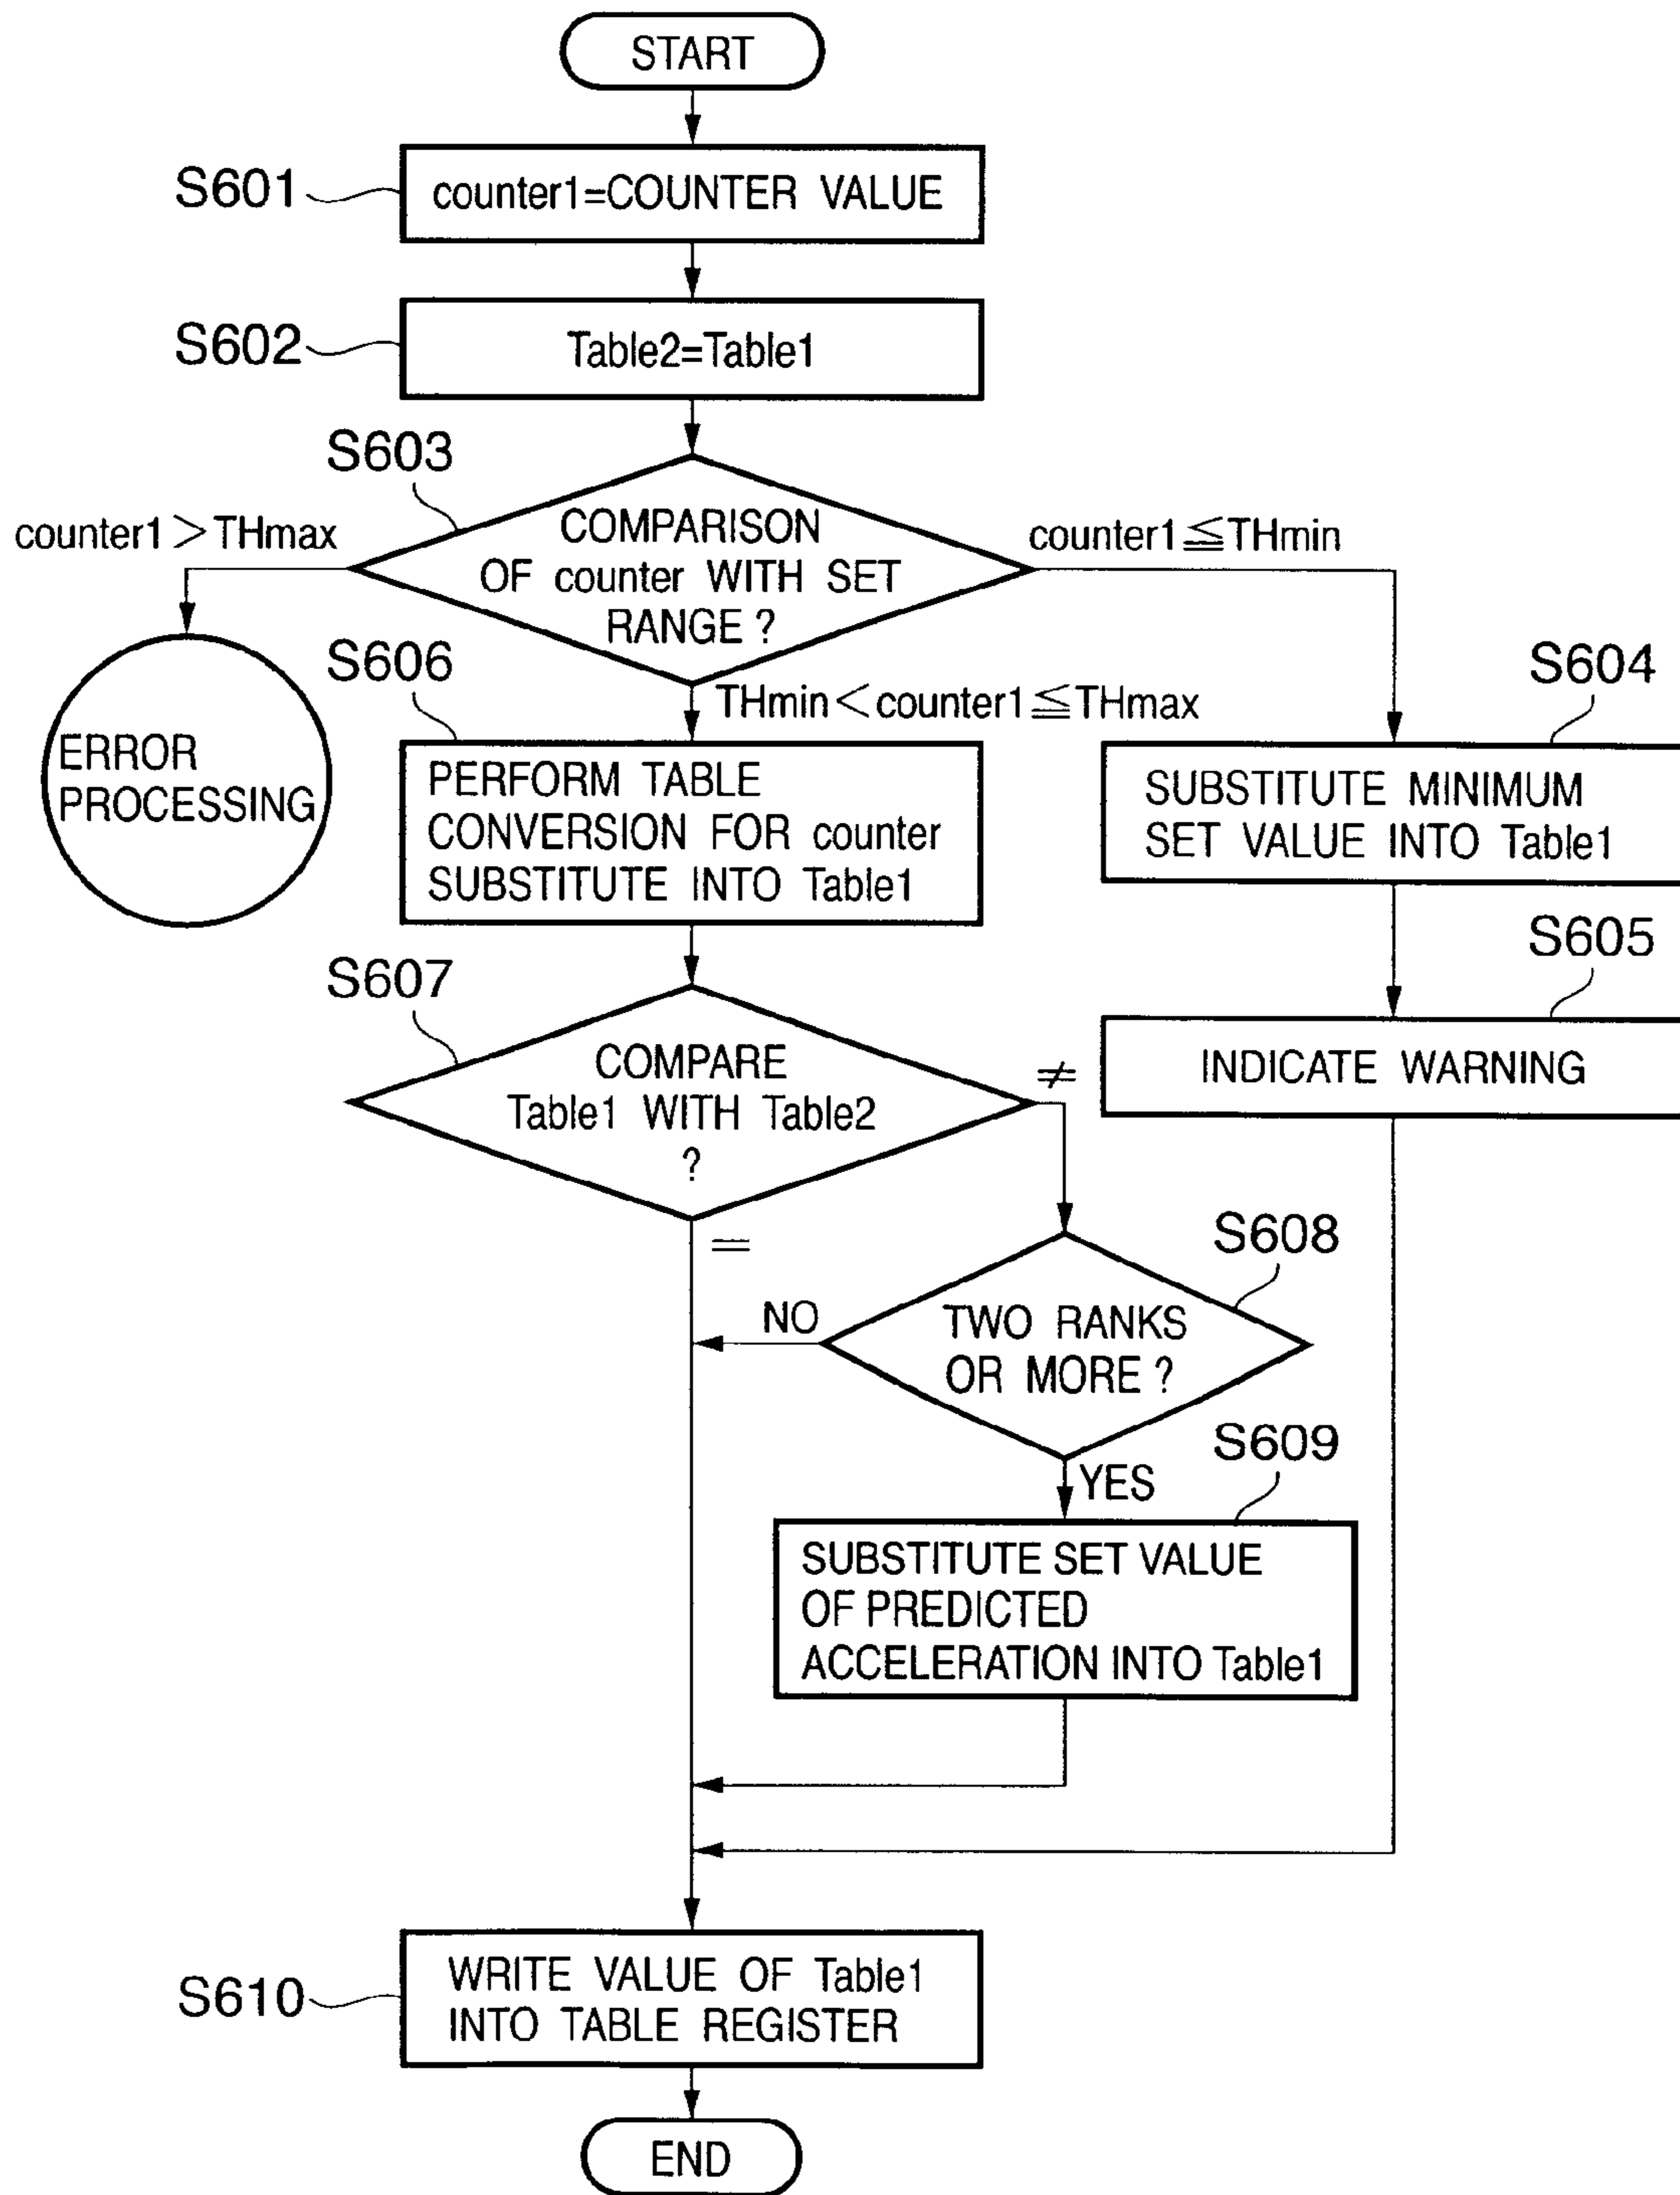 START
S601
counter1=COUNTER VALUE
S602
Table2=Table1
S603
counter1>THmax
COMPARISON
OF counter WITH SET
RANGE ?
counter1≦THmin
S606
THmin<counter1≦THmax
S604
ERROR
PROCESSING
PERFORM TABLE
CONVERSION FOR counter
SUBSTITUTE INTO Table1
SUBSTITUTE MINIMUM
SET VALUE INTO Table1
S605
INDICATE WARNING
S607
COMPARE
Table1 WITH Table2
?
≠
=
S608
NO
TWO RANKS
OR MORE ?
S609
YES
SUBSTITUTE SET VALUE
OF PREDICTED
ACCELERATION INTO Table1
S610
WRITE VALUE OF Table1
INTO TABLE REGISTER
END